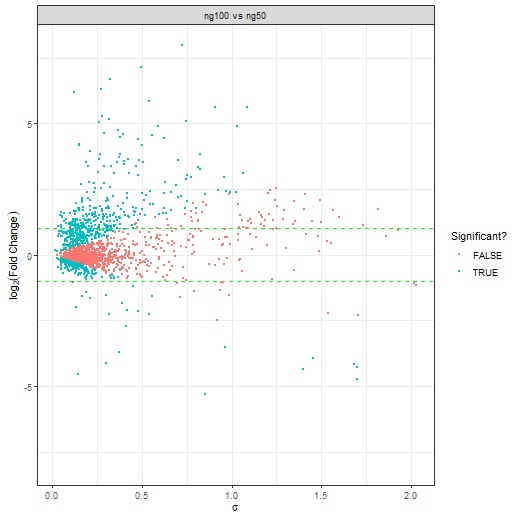 ng100 vs ng50
log2(Fold Change)
5
0
-5
0.0 0.5 1.0 1.5 2.0
σ
Significant?
FALSE
TRUE